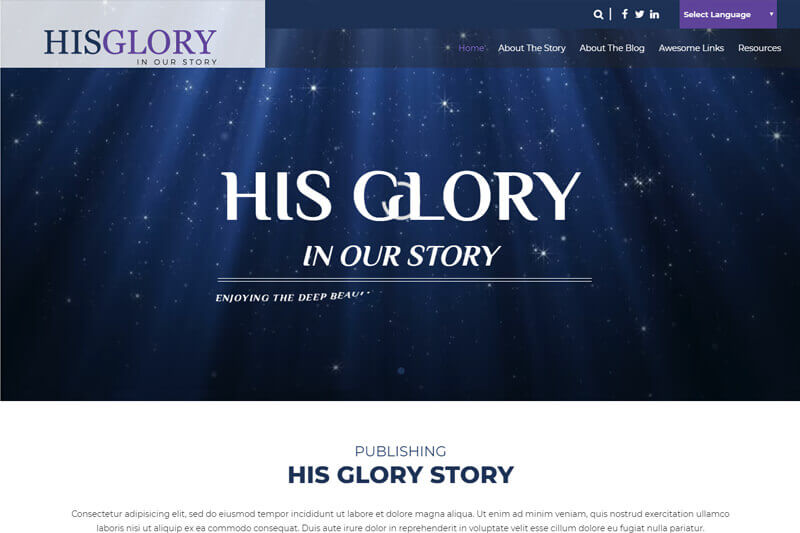 Select Language
HISGLORY
IN OUR STORY
Home
About The Story
About The Blog
Awesome Links
Resources
HIS GLORY
IN OUR STORY
ENJOYING THE DEEP
PUBLISHING
HIS GLORY STORY
Consectetur adipisicing elit, sed do eiusmod tempor incididunt ut labore et dolore magna aliqua. Ut enim ad minim veniam, quis nostrud exercitation ullamco
laboris nisi ut aliquip ex ea commodo consequat. Duis aute irure dolor in reprehenderit in voluptate velit esse cillum dolore eu fugiat nulla pariatur.